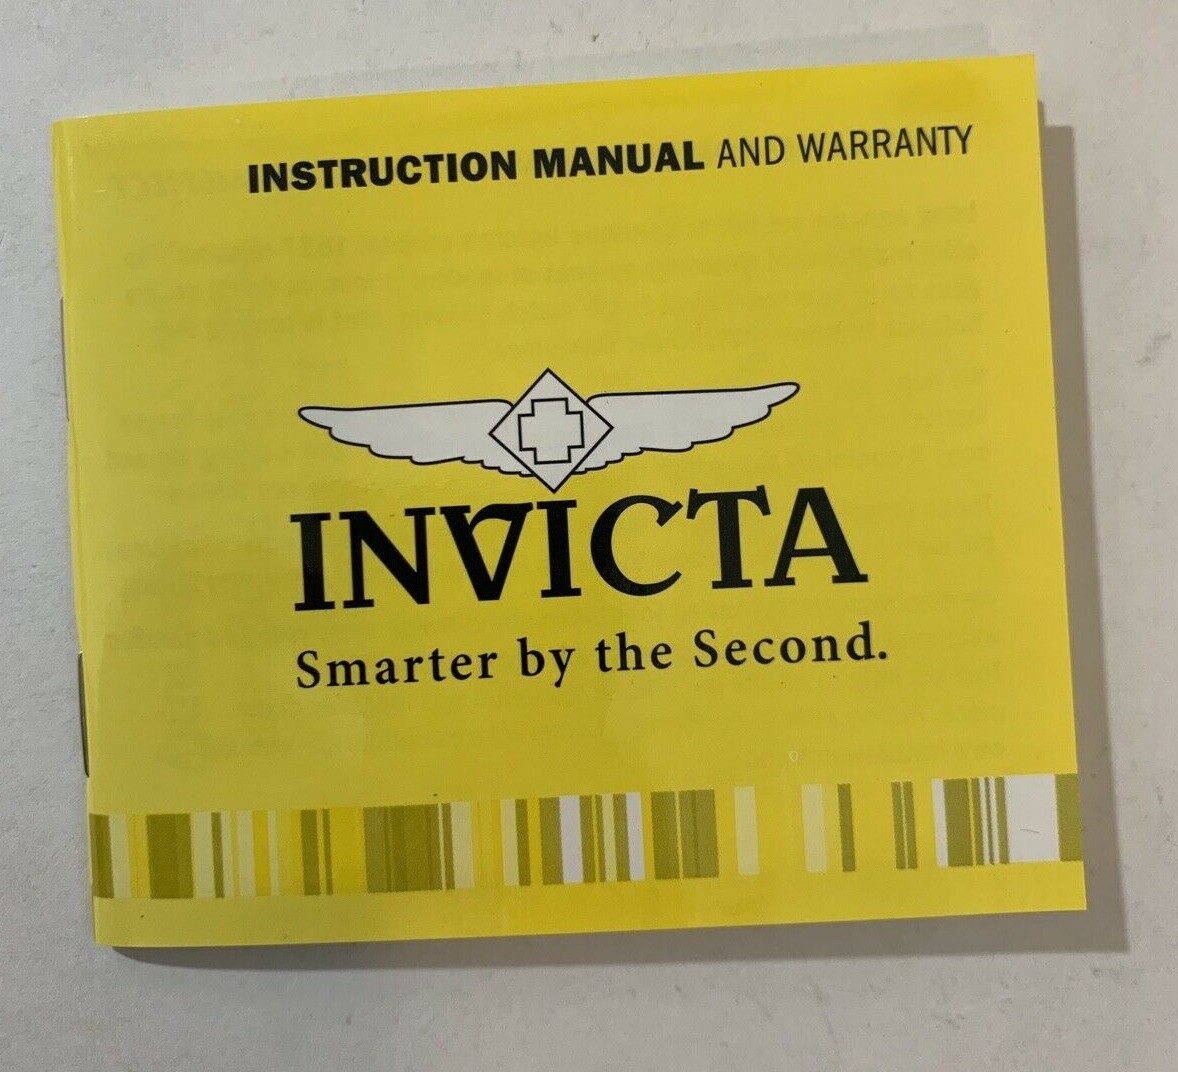 INSTRUCTION MANUAL AND WARRANTY
INVICTA
Smarter by the Second.